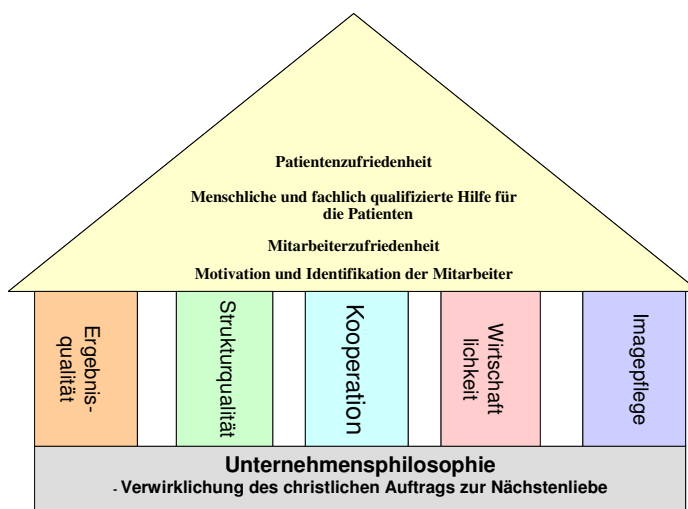 Patientenzufriedenheit
Menschliche und fachlich qualifizierte Hilfe für
die Patienten
Mitarbeiterzufriedenheit
Motivation und Identifikation der Mitarbeiter
Ergebnis-
qualität
Strukturqualität
Kooperation
Wirtschaft
lichkeit
Imagepflege
Unternehmensphilosophie
- Verwirklichung des christlichen Auftrags zur Nächstenliebe